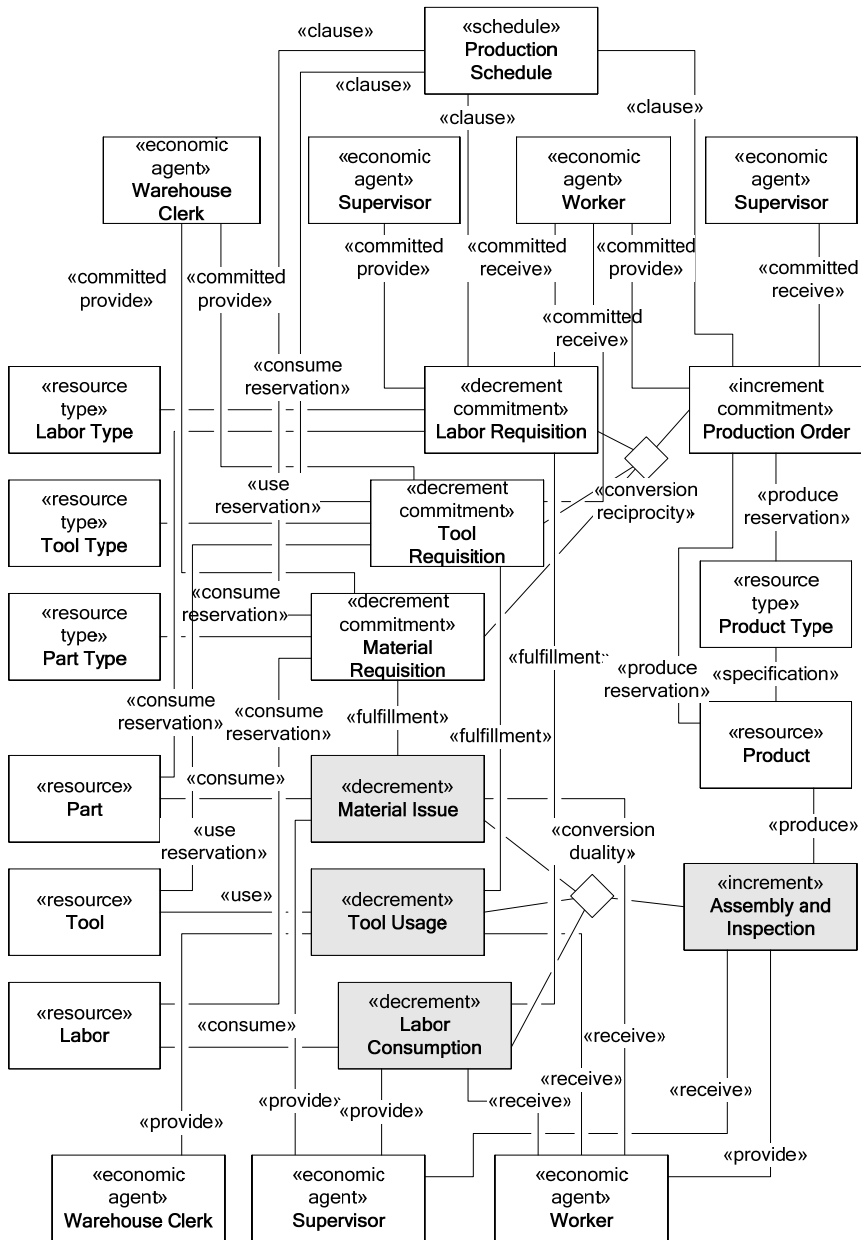 «clause»
«schedule»
Production
Schedule
«clause»
«clause»
«clause»
«economic
agent»
Warehouse
Clerk
«economic
agent»
Supervisor
«economic
agent»
Worker
«economic
agent»
Supervisor
«committed
provide»
«committed
provide»
«committed
provide»
«committed
receive»
«committed
provide»
«committed
receive»
«committed
receive»
«consume
reservation»
«resource
type»
Labor Type
«decrement
commitment»
Labor Requisition
«increment
commitment»
Production Order
«use
reservation»
«conversion
reciprocity»
«produce
reservation»
«resource
type»
Tool Type
«decrement
commitment»
Tool
Requisition
«consume
reservation»
«resource
type»
Part Type
«decrement
commitment»
Material
Requisition
«resource
type»
Product Type
«fulfillment»
«produce
reservation»
«specification»
«consume
reservation»
«consume
reservation»
«fulfillment»
«fulfillment»
«resource»
Product
«resource»
Part
«consume»
«decrement»
Material Issue
«use
reservation»
«conversion
duality»
«produce»
«resource»
Tool
«use»
«decrement»
Tool Usage
«increment»
Assembly and
Inspection
«resource»
Labor
«consume»
«decrement»
Labor
Consumption
«receive»
«receive»
«receive»
«receive»
«provide»
«provide»
«provide»
«provide»
«economic
agent»
Warehouse Clerk
«economic
agent»
Supervisor
«economic
agent»
Worker